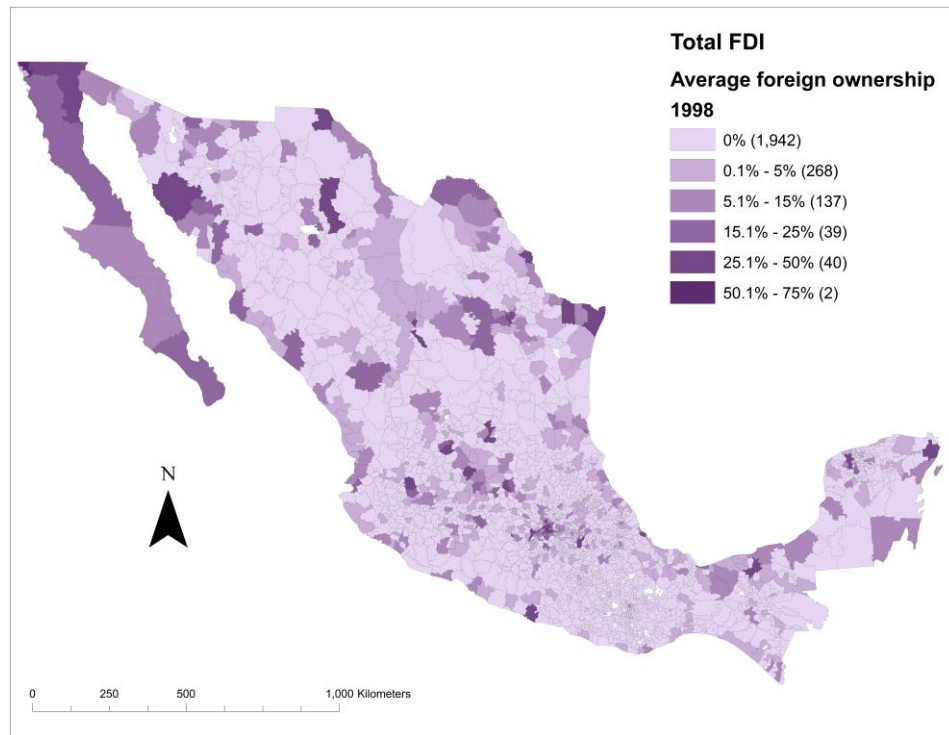 Total FDI
Average foreign ownership
1998
0% (1,942)
0.1% - 5% (268)
5.1% - 15% (137)
15.1% - 25% (39)
25.1% - 50% (40)
50.1% - 75% (2)
N
0 250 500 1,000 Kilometers